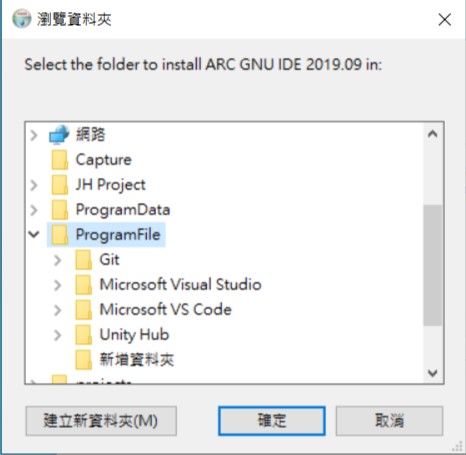 瀏覽資料夾
Select the folder to install ARC GNU IDE 2019.09 in:
網路
Capture
JH Project
ProgramData
ProgramFile
Git
Microsoft Visual Studio
Microsoft VS Code
Unity Hub
新增資料夾
projects
建立新資料夾(M) 確定 取消